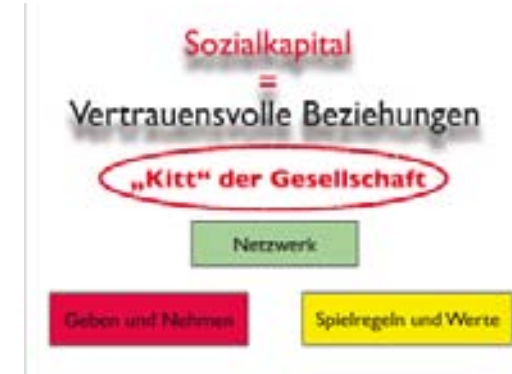 Sozialkapital
=
Vertrauensvolle Beziehungen
„Kitt“ der Gesellschaft
Netzwerk
Geben und Nehmen
Spielregeln und Werte